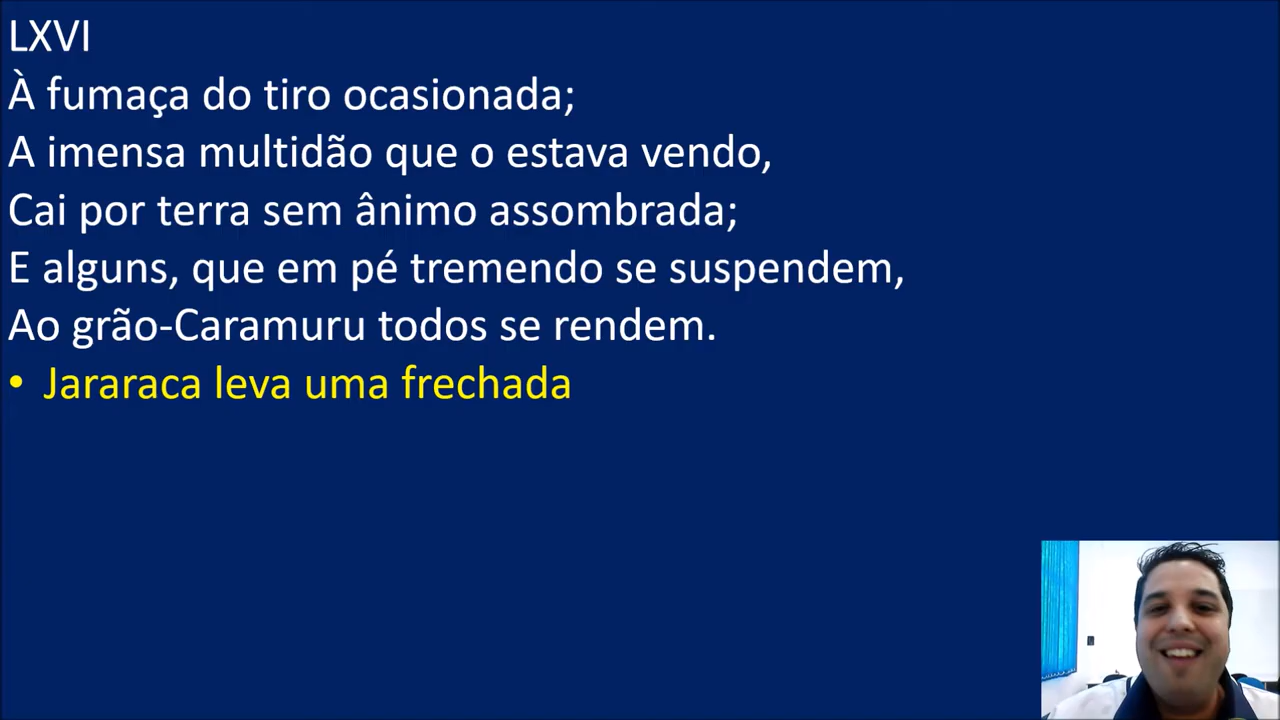 LXVI
À fumaça do tiro ocasionada;
A imensa multidão que o estava vendo,
Cai por terra sem ânimo assombrada;
E alguns, que em pé tremendo se suspendem,
Ao grão-Caramuru todos se rendem.
• Jararaca leva uma frechada